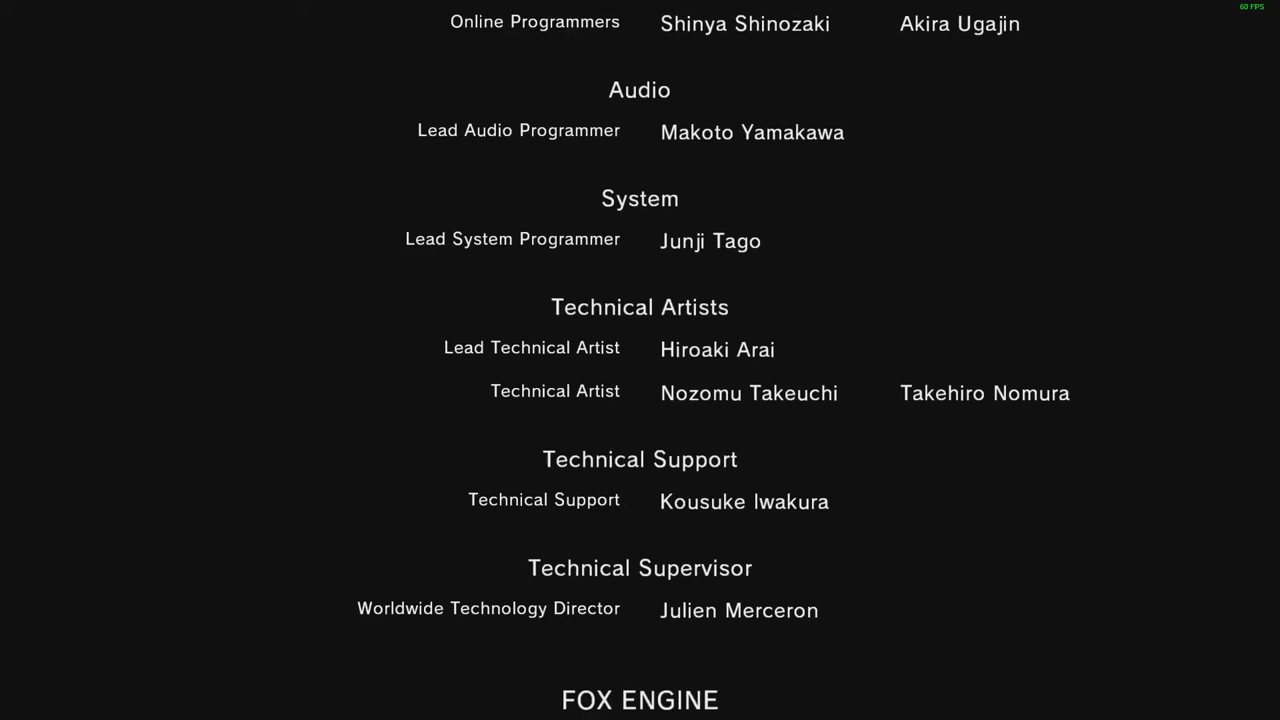 60 FPS
Online Programmers Shinya Shinozaki Akira Ugajin
Audio
Lead Audio Programmer Makoto Yamakawa
System
Lead System Programmer Junji Tago
Technical Artists
Lead Technical Artist Hiroaki Arai
Technical Artist Nozomu Takeuchi Takehiro Nomura
Technical Support
Technical Support Kousuke Iwakura
Technical Supervisor
Worldwide Technology Director Julien Merceron
FOX ENGINE